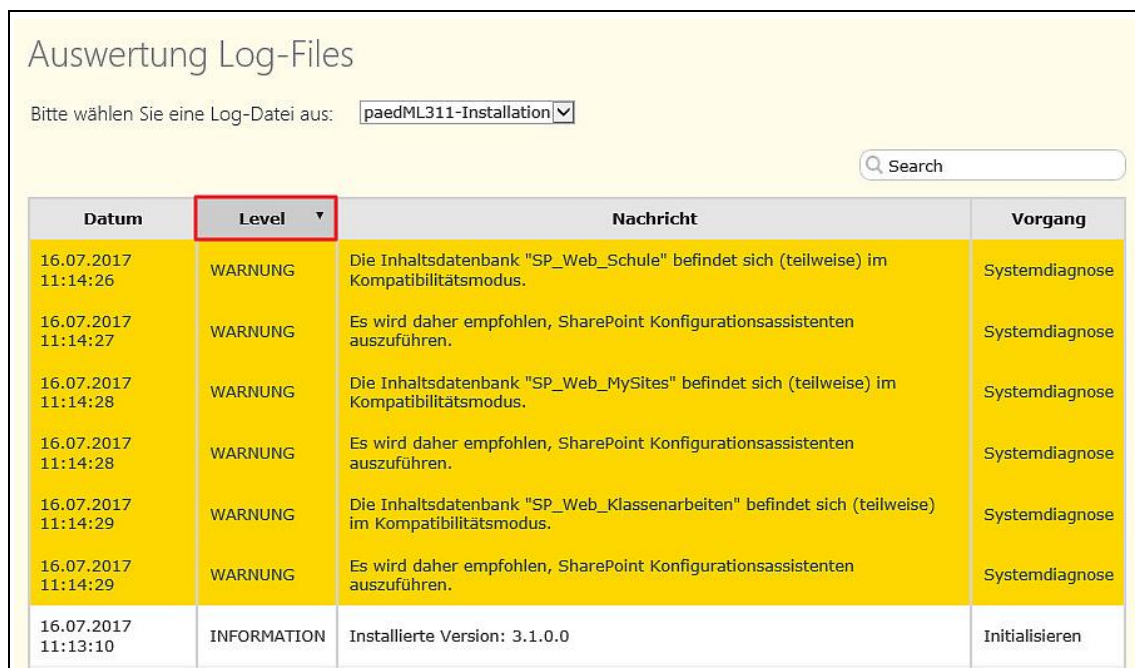 Auswertung Log-Files
Bitte wählen Sie eine Log-Datei aus: paedML311-Installation
Search
Datum Level Nachricht Vorgang
16.07.2017
11:14:26
WARNUNG
Die Inhaltsdatenbank "SP_Web_Schule" befindet sich (teilweise) im
Kompatibilitätsmodus.
Systemdiagnose
16.07.2017
11:14:27
WARNUNG
Es wird daher empfohlen, SharePoint Konfigurationsassistenten
auszuführen.
Systemdiagnose
16.07.2017
11:14:28
WARNUNG
Die Inhaltsdatenbank "SP_Web_MySites" befindet sich (teilweise) im
Kompatibilitätsmodus.
Systemdiagnose
16.07.2017
11:14:28
WARNUNG
Es wird daher empfohlen, SharePoint Konfigurationsassistenten
auszuführen.
Systemdiagnose
16.07.2017
11:14:29
WARNUNG
Die Inhaltsdatenbank "SP_Web_Klassenarbeiten" befindet sich (teilweise)
im Kompatibilitätsmodus.
Systemdiagnose
16.07.2017
11:14:29
WARNUNG
Es wird daher empfohlen, SharePoint Konfigurationsassistenten
auszuführen.
Systemdiagnose
16.07.2017
11:13:10
INFORMATION
Installierte Version: 3.1.0.0
Initialisieren